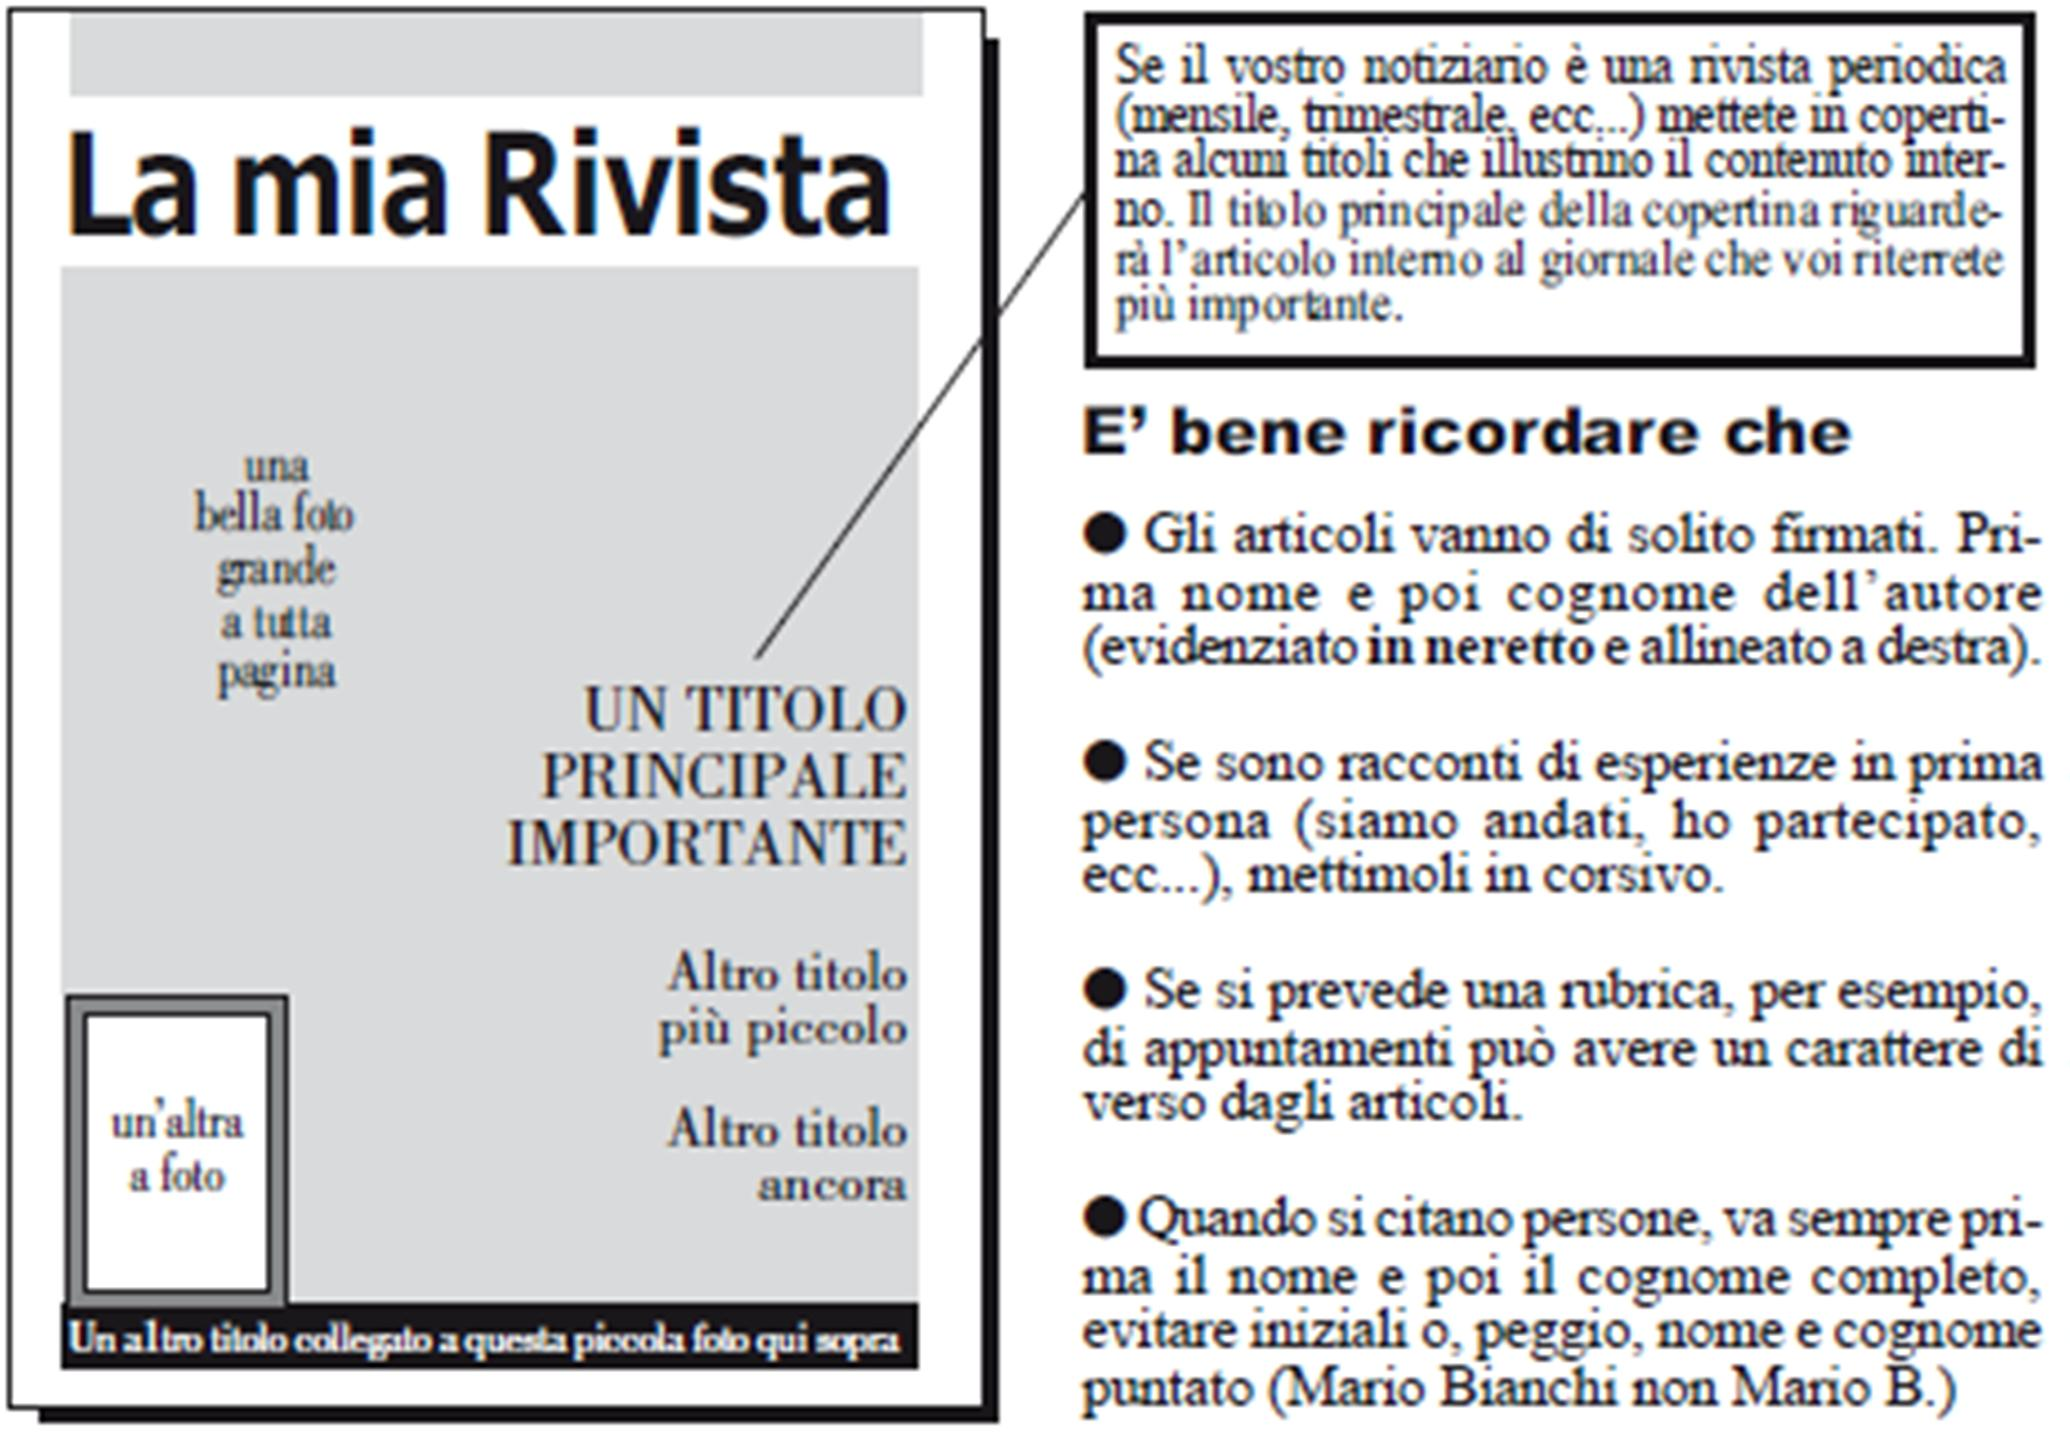 La mia Rivista
una
bella foto
grande
a tutta
pagina
UN TITOLO
PRINCIPALE
IMPORTANTE
Altro titolo
più piccolo
Altro titolo
ancora
un'altra
a foto
Un altro titolo collegato a questa piccola foto qui sopra
Se il vostro notiziario è una rivista periodica
(mensile, trimestrale, ecc...) mettete in coperti-
na alcuni titoli che illustrino il contenuto inter-
no. Il titolo principale della copertina riguarde-
rà l'articolo interno al giornale che voi riterrete
più importante.
E' bene ricordare che
● Gli articoli vanno di solito firmati. Pri-
ma nome e poi cognome dell'autore
(evidenziato in neretto e allineato a destra).
● Se sono racconti di esperienze in prima
persona (siamo andati, ho partecipato,
ecc...), mettimoli in corsivo.
● Se si prevede una rubrica, per esempio,
di appuntamenti può avere un carattere di
verso dagli articoli.
● Quando si citano persone, va sempre pri-
ma il nome e poi il cognome completo,
evitare iniziali o, peggio, nome e cognome
puntato (Mario Bianchi non Mario B.)